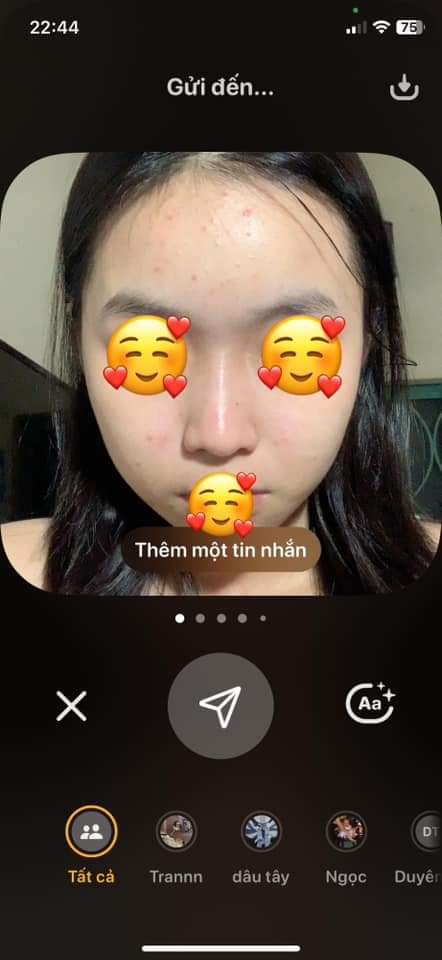 22:44
75
Gửi đến...
Thêm một tin nhắn
Aa
DT
Tất cả
Trannn
dâu tây
Ngọc
Duyên